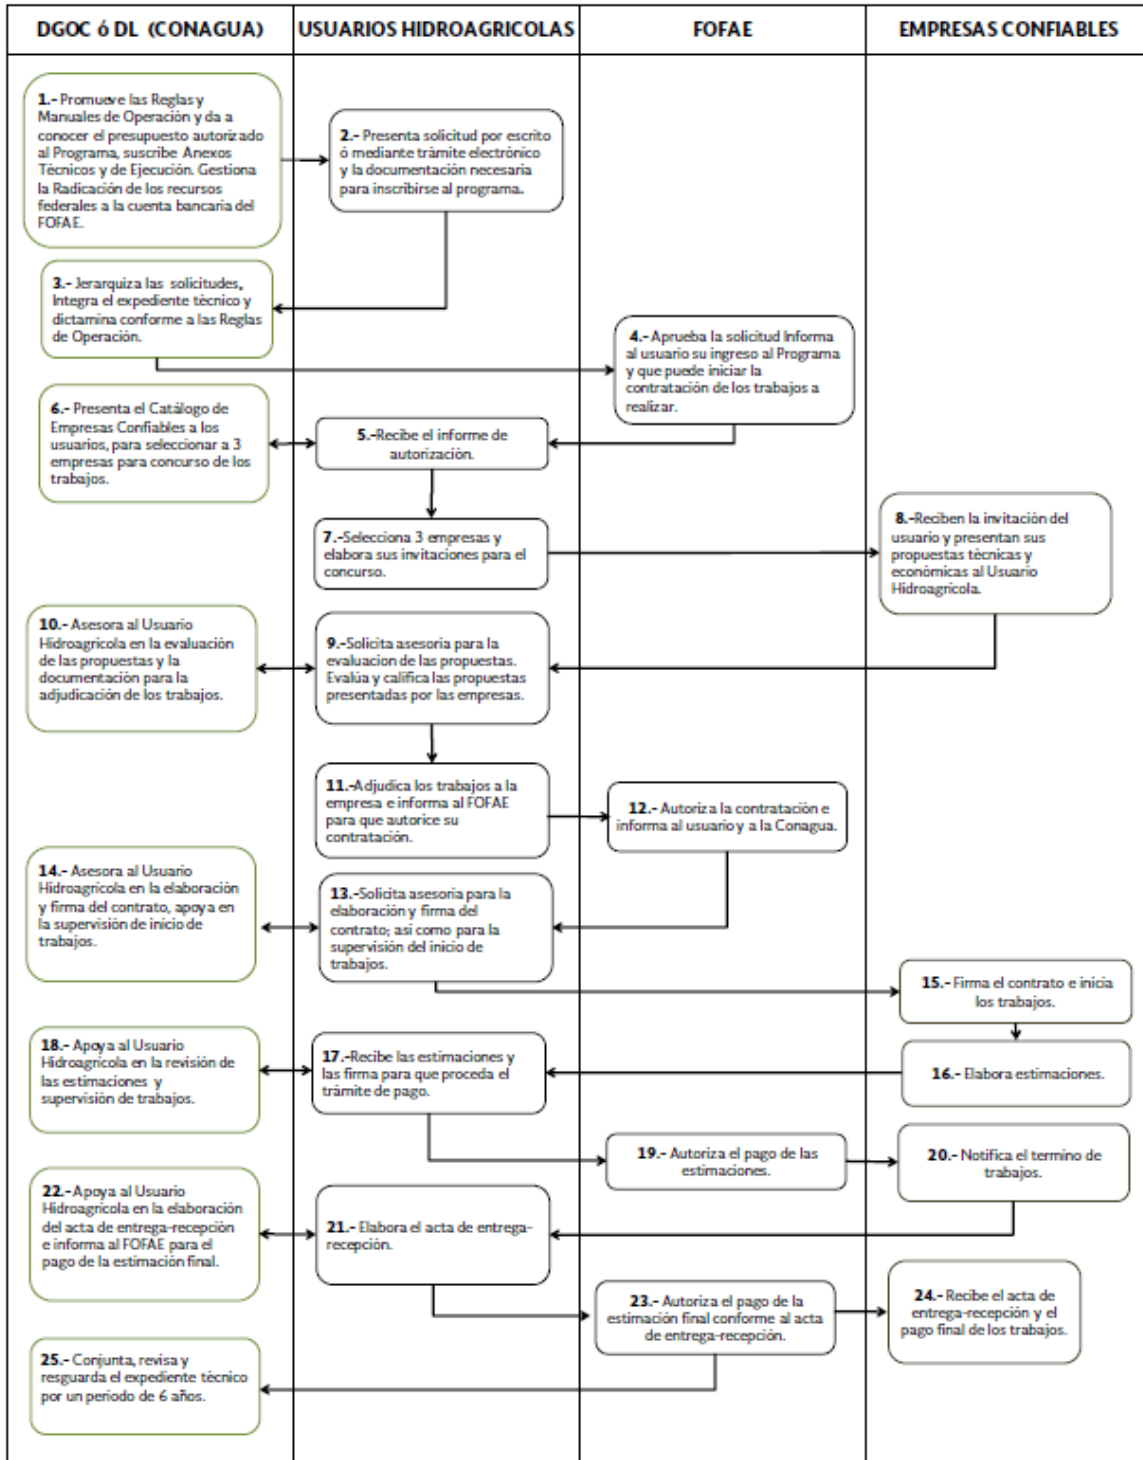 DGOC ó DL (CONAGUA)
USUARIOS HIDROAGRICOLAS
FOFAE
EMPRESAS CONFIABLES
1.- Promueve las Reglas y
Manuales de Operación y da a
conocer el presupuesto autorizado
al Programa, suscribe Anexos
Técnicos y de Ejecución. Gestiona
la Radicación de los recursos
federales a la cuenta bancaria del
FOFAE.
2.- Presenta solicitud por escrito
ó mediante trámite electrónico
y la documentación necesaria
para inscribirse al programa.
3.- Jerarquiza las solicitudes,
Integra el expediente técnico y
dictamina conforme a las Reglas
de Operación.
4.- Aprueba la solicitud Informa
al usuario su ingreso al Programa
y que puede iniciar la
contratación de los trabajos a
realizar.
6.- Presenta el Catálogo de
Empresas Confiables a los
usuarios, para seleccionar a 3
empresas para concurso de los
trabajos.
5.-Recibe el informe de
autorización.
7.-Selecciona 3 empresas y
elabora sus invitaciones para el
concurso.
8.-Reciben la invitación del
usuario y presentan sus
propuestas técnicas y
económicas al Usuario
Hidroagrícola.
10.- Asesora al Usuario
Hidroagrícola en la evaluación
de las propuestas y la
documentación para la
adjudicación de los trabajos.
9.-Solicita asesoría para la
evaluacion de las propuestas.
Evalúa y califica las propuestas
presentadas por las empresas.
11.-Adjudica los trabajos a la
empresa e informa al FOFAE
para que autorice su
contratación.
12.- Autoriza la contratación e
informa al usuario y a la Conagua.
14.- Asesora al Usuario
Hidroagrícola en la elaboración
y firma del contrato, apoya en
la supervisión de inicio de
trabajos.
13.-Solicita asesoría para la
elaboración y firma del
contrato; así como para la
supervisión del inicio de
trabajos.
15.- Firma el contrato e inicia
los trabajos.
18.- Apoya al Usuario
Hidroagrícola en la revisión de
las estimaciones y
supervisión de trabajos.
17.-Recibe las estimaciones y
las firma para que proceda el
trámite de pago.
16.- Elabora estimaciones.
19.- Autoriza el pago de las
estimaciones.
20.- Notifica el termino de
trabajos.
22.- Apoya al Usuario
Hidroagrícola en la elaboración
del acta de entrega-recepción
e informa al FOFAE para el
pago de la estimación final.
21.- Elabora el acta de entrega-
recepción.
23.- Autoriza el pago de la
estimación final conforme al acta
de entrega-recepción.
24.- Recibe el acta de
entrega-recepción y el
pago final de los trabajos.
25.- Conjunta, revisa y
resguarda el expediente técnico
por un periodo de 6 años.